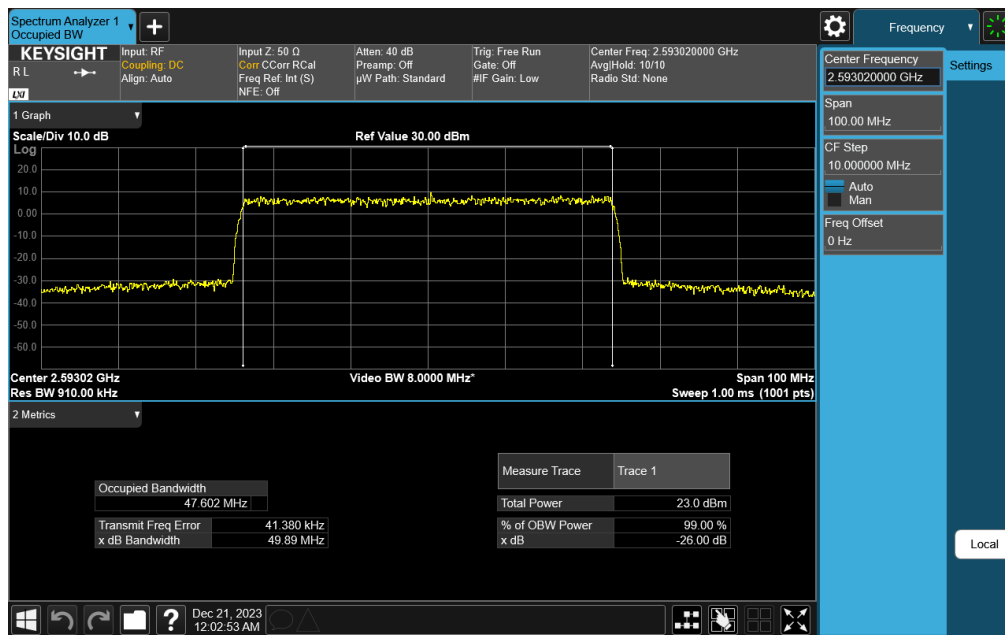 Spectrum Analyzer 1
Occupied BW
+
Frequency
KEYSIGHT
R L
LXI
Input: RF
Coupling: DC
Align: Auto
Input Z: 50 Ω
Corr CCorr RCal
Freq Ref: Int (S)
NFE: Off
Atten: 40 dB
Preamp: Off
µW Path: Standard
Trig: Free Run
Gate: Off
#IF Gain: Low
Center Freq: 2.593020000 GHz
Avg|Hold: 10/10
Radio Std: None
Center Frequency
2.593020000 GHz
Settings
Span
100.00 MHz
CF Step
10.000000 MHz
Auto
Man
Freq Offset
0 Hz
Local
1 Graph
Scale/Div 10.0 dB
Ref Value 30.00 dBm
Log
20.0
10.0
0.00
-10.0
-20.0
-30.0
-40.0
-50.0
-60.0
Center 2.59302 GHz
Video BW 8.0000 MHz*
Span 100 MHz
Res BW 910.00 kHz
Sweep 1.00 ms (1001 pts)
2 Metrics
Measure Trace Trace 1
Occupied Bandwidth
47.602 MHz
Total Power 23.0 dBm
Transmit Freq Error 41.380 kHz
% of OBW Power 99.00 %
x dB Bandwidth 49.89 MHz
x dB -26.00 dB
?
Dec 21, 2023
12:02:53 AM